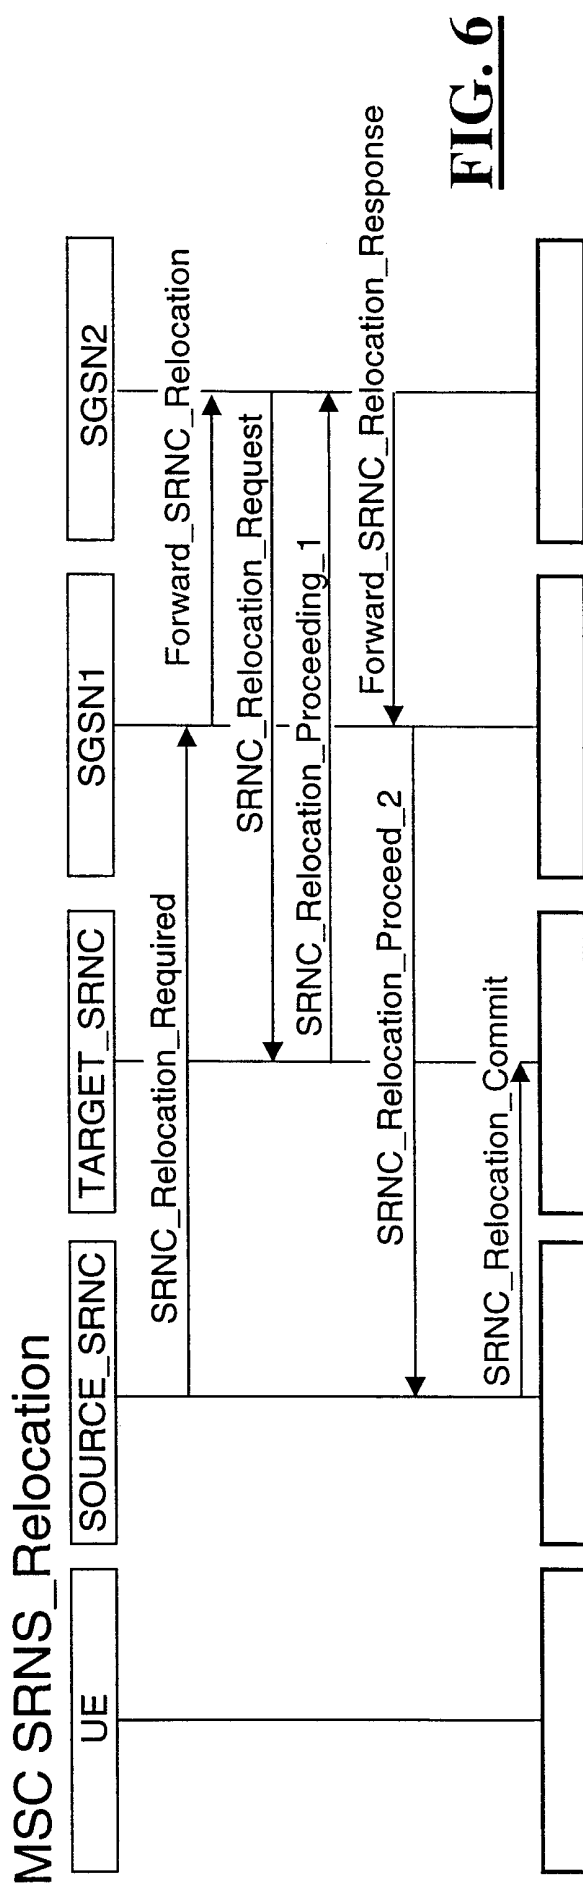 MSC SRNS_Relocation
UE
SOURCE_SRNC
TARGET_SRNC
SGSN1
SGSN2
SRNC_Relocation_Required
Forward_SRNC_Relocation
SRNC_Relocation_Request
SRNC_Relocation_Proceeding_1
Forward_SRNC_Relocation_Response
SRNC_Relocation_Proceed_2
SRNC_Relocation_Commit
FIG. 6